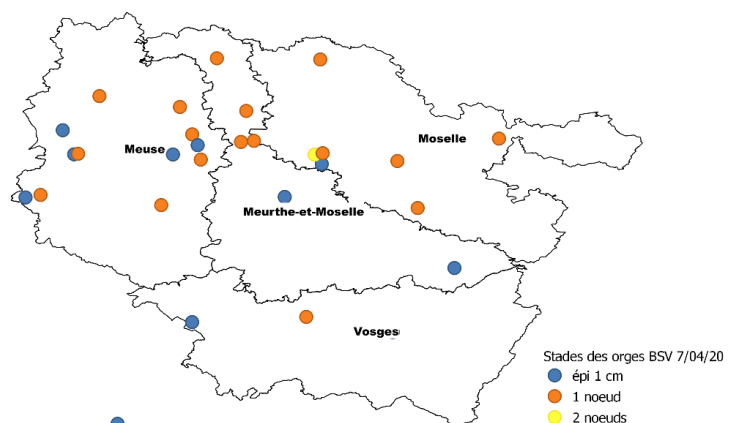 Moselle
Meuse
Meurthe-et-Moselle
Vosges
Stades des orges BSV 7/04/20
épi 1 cm
1 noeud
2 noeuds